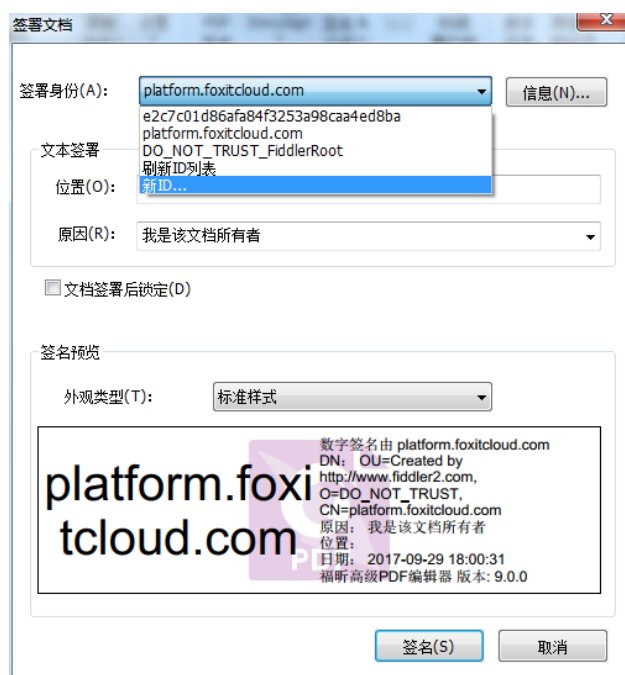 签署文档
签署身份(A):
platform.foxitcloud.com
信息(N)...
e2c7c01d86afa84f3253a98caa4ed8ba
platform.foxitcloud.com
DO_NOT_TRUST_FiddlerRoot
刷新ID列表
新ID...
文本签署
位置(O):
原因(R):
我是该文档所有者
文档签署后锁定(D)
签名预览
外观类型(T):
标准样式
platform.foxi
tcloud.com
数字签名由 platform.foxitcloud.com
DN: OU=Created by
http://www.fiddler2.com,
O=DO_NOT_TRUST,
CN=platform.foxitcloud.com
原因: 我是该文档所有者
位置:
日期: 2017-09-29 18:00:31
福昕高级PDF编辑器 版本: 9.0.0
PDF
签名(S)
取消